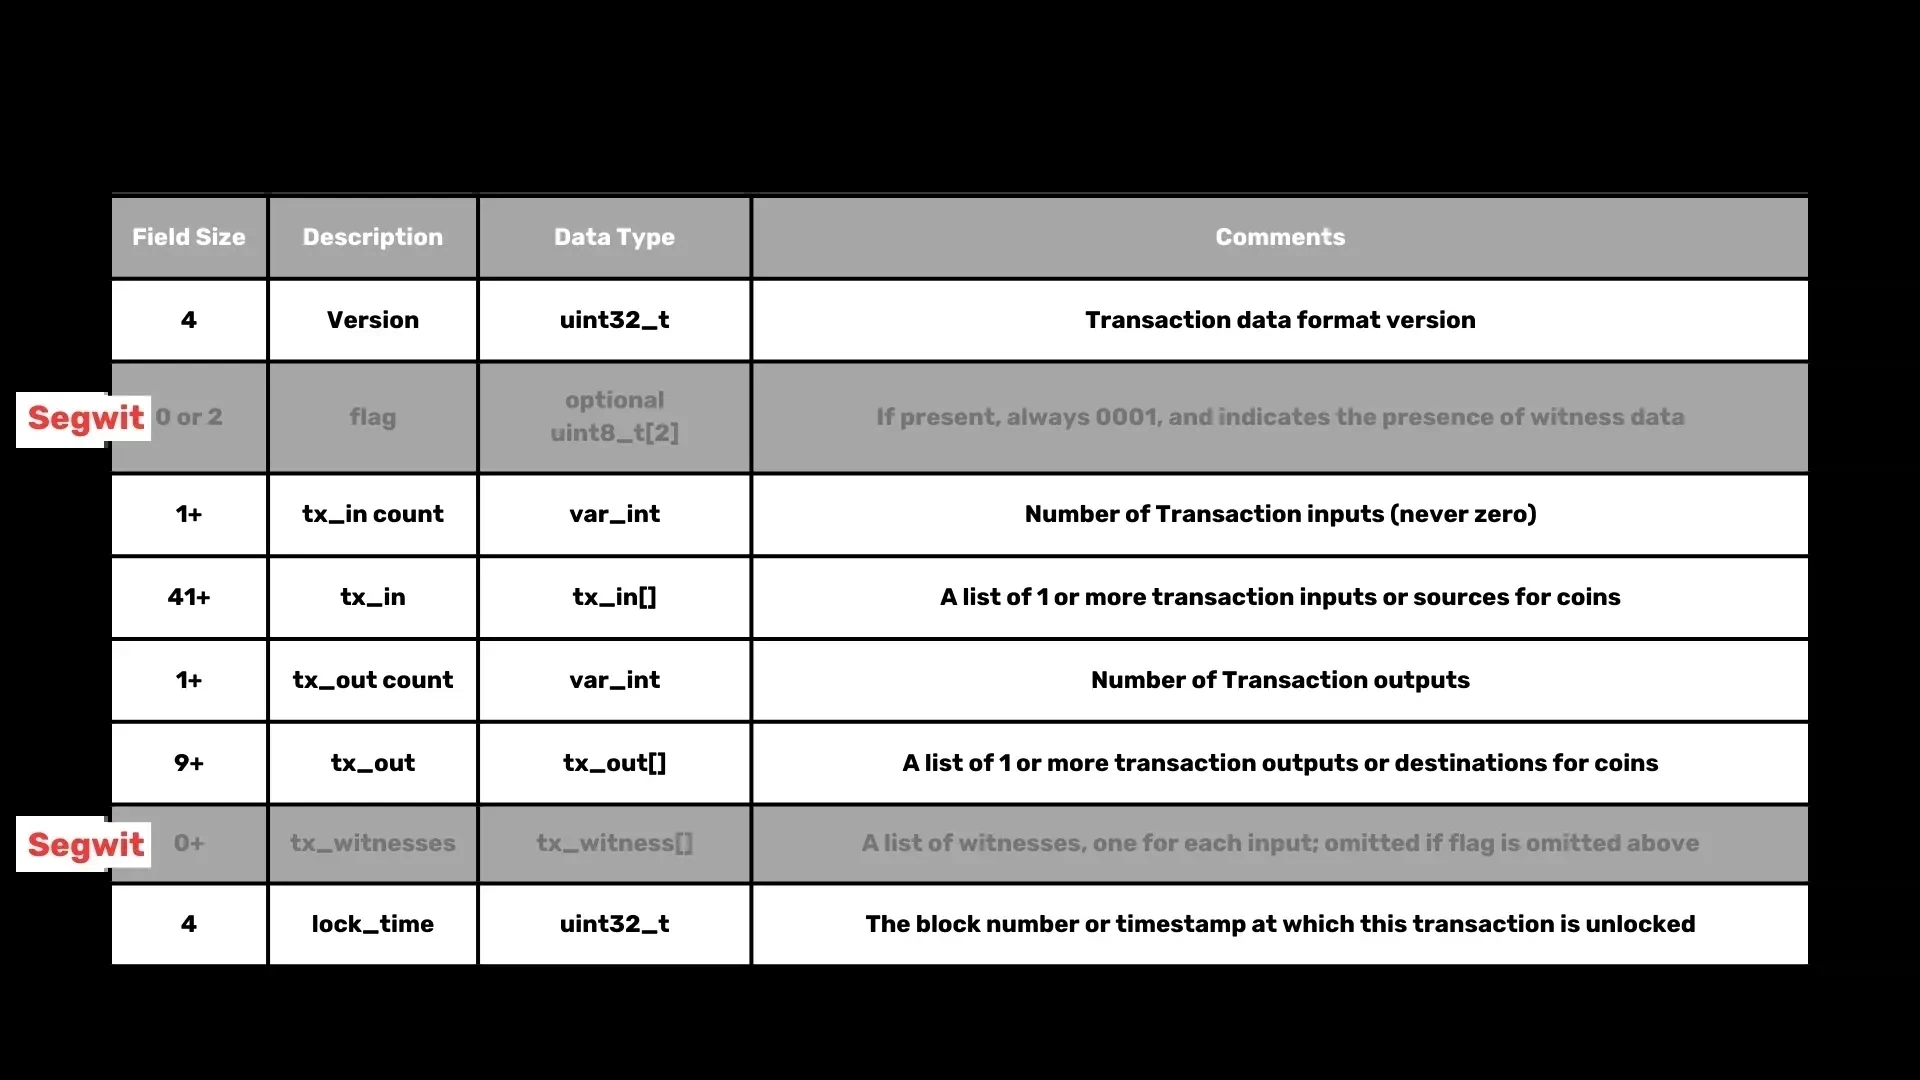 Field Size Description Data Type Comments
4 Version uint32_t Transaction data format version
Segwit 0 or 2 flag optional uint8_t[2] If present, always 0001, and indicates the presence of witness data
1+ tx_in count var_int Number of Transaction inputs (never zero)
41+ tx_in tx_in[] A list of 1 or more transaction inputs or sources for coins
1+ tx_out count var_int Number of Transaction outputs
9+ tx_out tx_out[] A list of 1 or more transaction outputs or destinations for coins
Segwit 0+ tx_witnesses tx_witness[] A list of witnesses, one for each input; omitted if flag is omitted above
4 lock_time uint32_t The block number or timestamp at which this transaction is unlocked